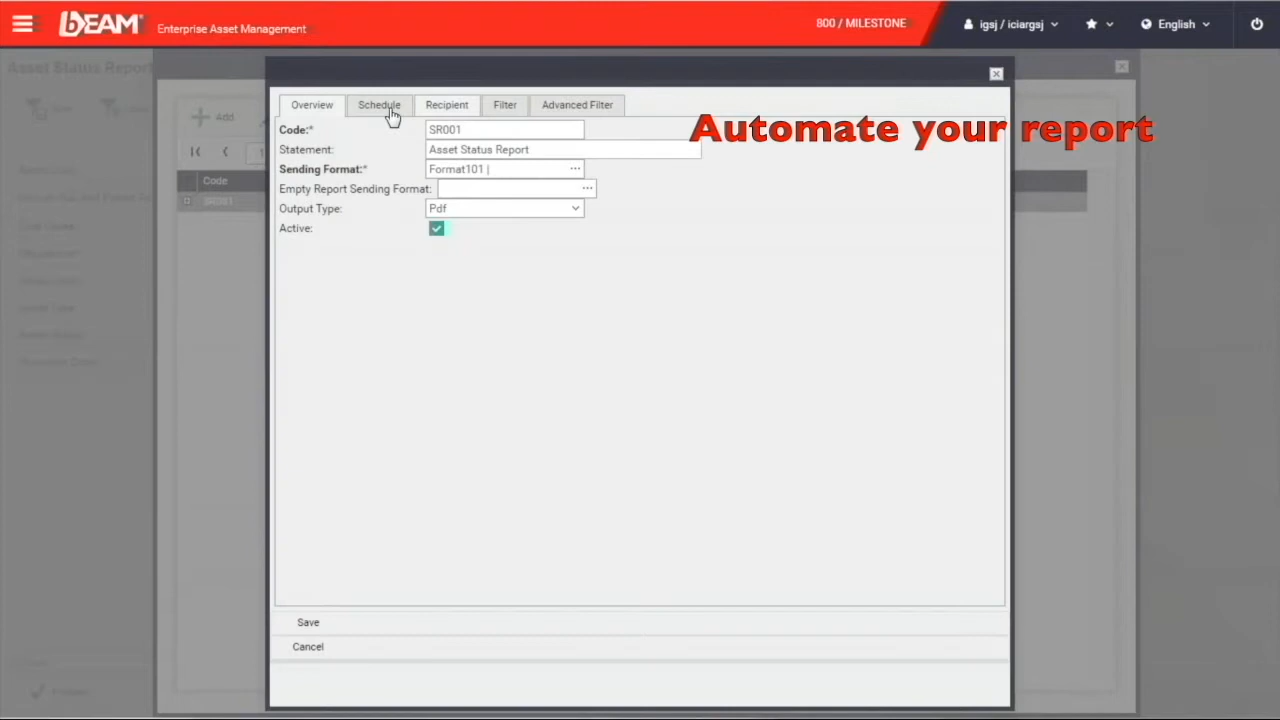 bEAM Enterprise Asset Management
800 / MILESTONE
igsj / iciargsj
English
Asset Status Report
Add
Code
SR001
Overview
Schedule
Recipient
Filter
Advanced Filter
Automate your report
Code:* SR001
Statement: Asset Status Report
Sending Format:* Format101 | ...
Empty Report Sending Format: ...
Output Type: Pdf
Active:
Save
Cancel